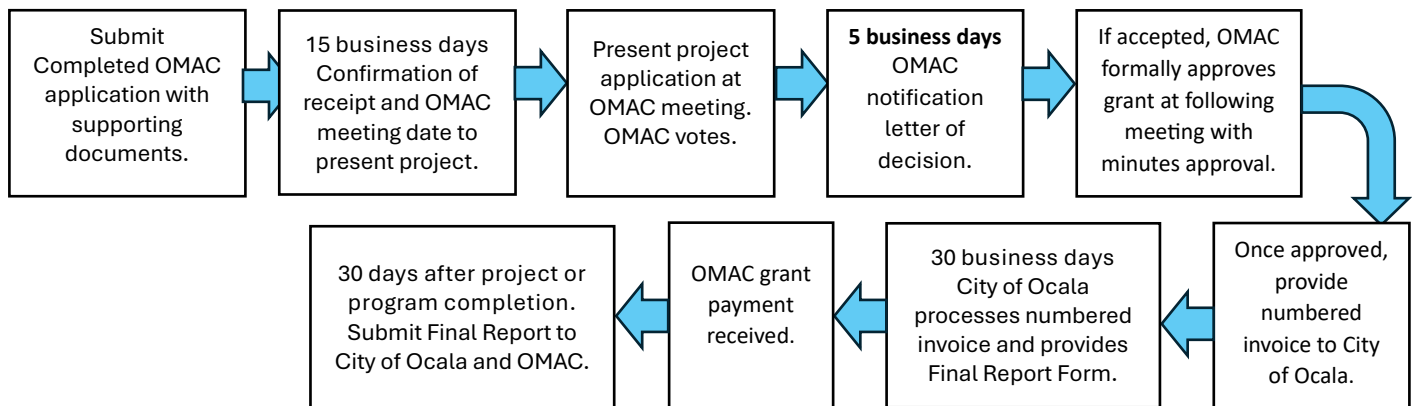 Submit
Completed OMAC
application with
supporting
documents.
15 business days
Confirmation of
receipt and OMAC
meeting date to
present project.
Present project
application at
OMAC meeting.
OMAC votes.
5 business days
OMAC
notification
letter of
decision.
If accepted, OMAC
formally approves
grant at following
meeting with
minutes approval.
Once approved,
provide
numbered
invoice to City
of Ocala.
30 business days
City of Ocala
processes numbered
invoice and provides
Final Report Form.
OMAC grant
payment
received.
30 days after project or
program completion.
Submit Final Report to
City of Ocala and OMAC.